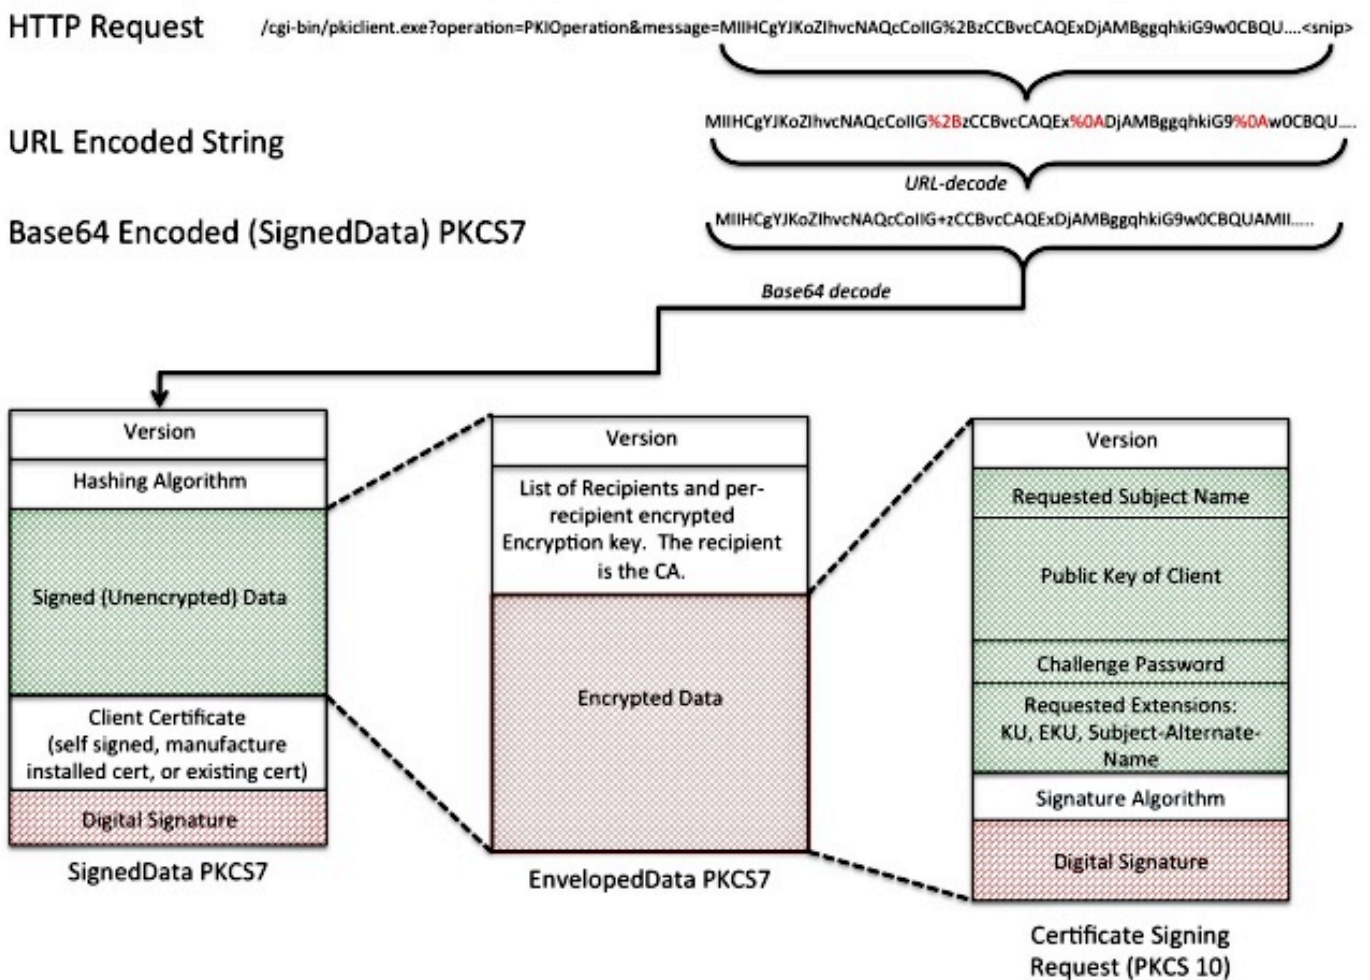 HTTP Request
/cgi-bin/pkiclient.exe?operation=PKIOperation&message=MIIHCgYJKoZIhvcNAQcCoIIG%2BzCCBvcCAQExDjAMBggqhkiG9w0CBQU....<snip>
URL Encoded String
MIIHCgYJKoZIhvcNAQcCoIIG%2BzCCBvcCAQEx%0ADjAMBggqhkiG9%0Aw0CBQU....
URL-decode
Base64 Encoded (SignedData) PKCS7
MIIHCgYJKoZIhvcNAQcCoIIG+zCCBvcCAQExDjAMBggqhkiG9w0CBQUAMII.....
Base64 decode
Version
Hashing Algorithm
Signed (Unencrypted) Data
Client Certificate
(self signed, manufacture
installed cert, or existing cert)
Digital Signature
SignedData PKCS7
Version
List of Recipients and per-
recipient encrypted
Encryption key. The recipient
is the CA.
Encrypted Data
EnvelopedData PKCS7
Version
Requested Subject Name
Public Key of Client
Challenge Password
Requested Extensions:
KU, EKU, Subject-Alternate-
Name
Signature Algorithm
Digital Signature
Certificate Signing
Request (PKCS 10)